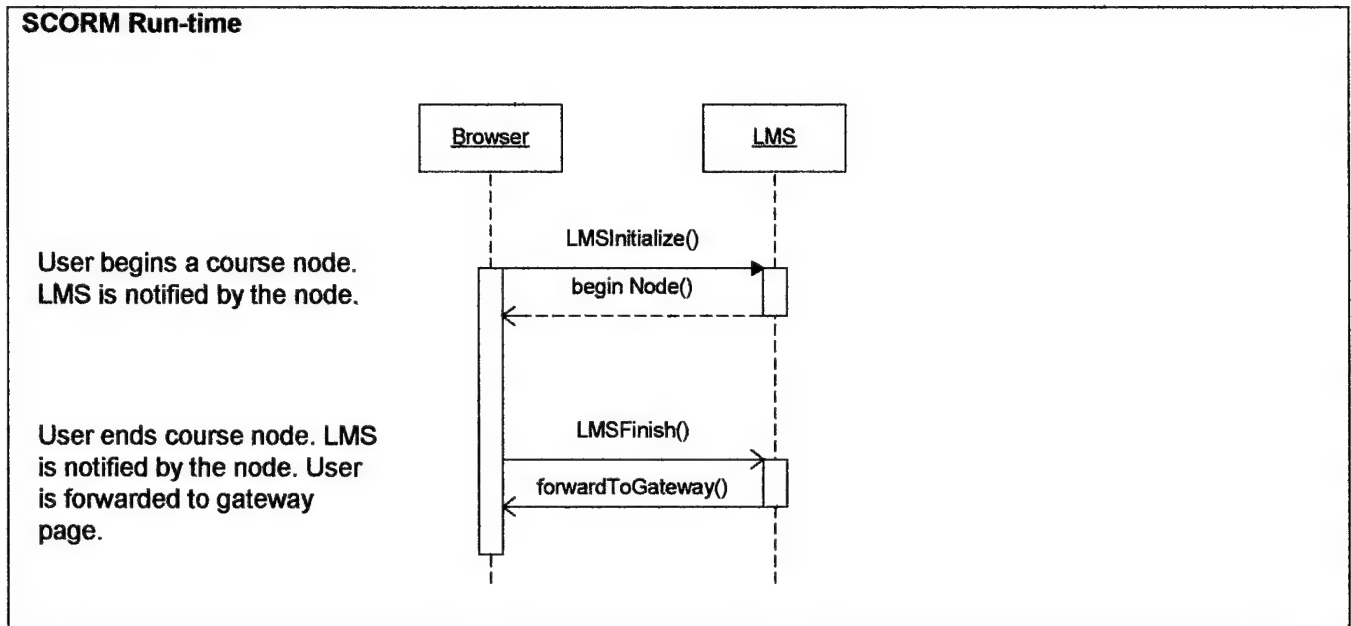 SCORM Run-time
Browser
LMS
LMSInitialize()
User begins a course node.
LMS is notified by the node.
begin Node()
LMSFinish()
User ends course node. LMS
is notified by the node. User
is forwarded to gateway
page.
forwardToGateway()